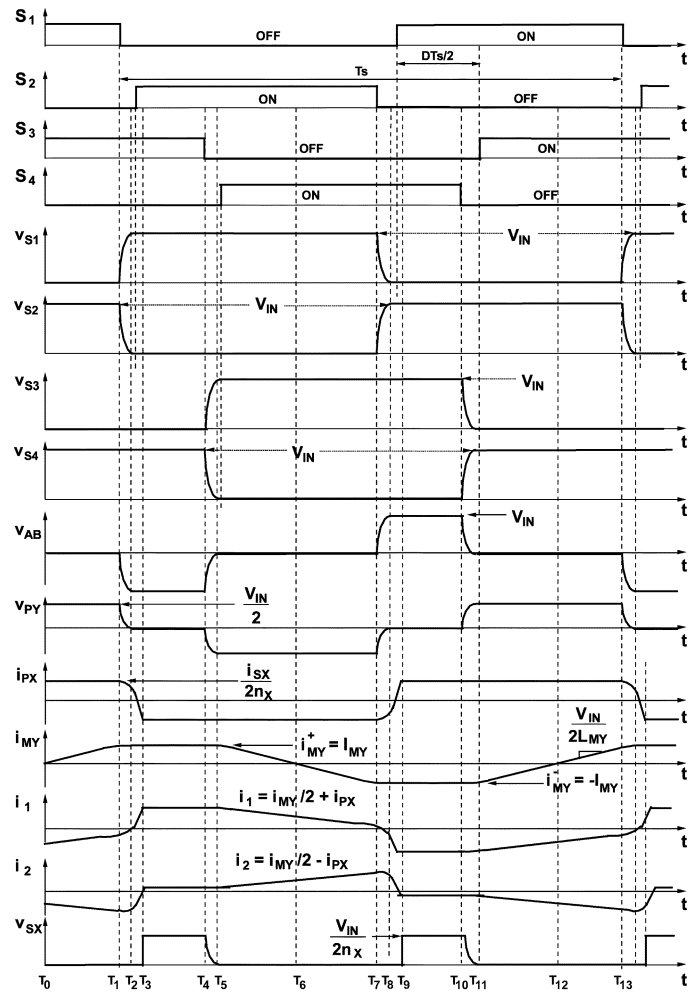 S1
OFF
ON
t
DTs/2
Ts
S2
ON
OFF
t
S3
OFF
ON
t
S4
ON
OFF
t
vS1
VIN
t
vS2
VIN
t
vS3
VIN
t
vS4
VIN
t
vAB
VIN
t
vPY
VIN
2
t
iPX
iSX
2nX
t
iMY
i+MY = IMY
VIN
2LMY
i-MY = -IMY
t
i1
i1 = iMY/2 + iPX
t
i2
i2 = iMY/2 - iPX
t
vSX
VIN
2nX
t
T0 T1 T2 T3 T4 T5 T6 T7 T8 T9 T10 T11 T12 T13